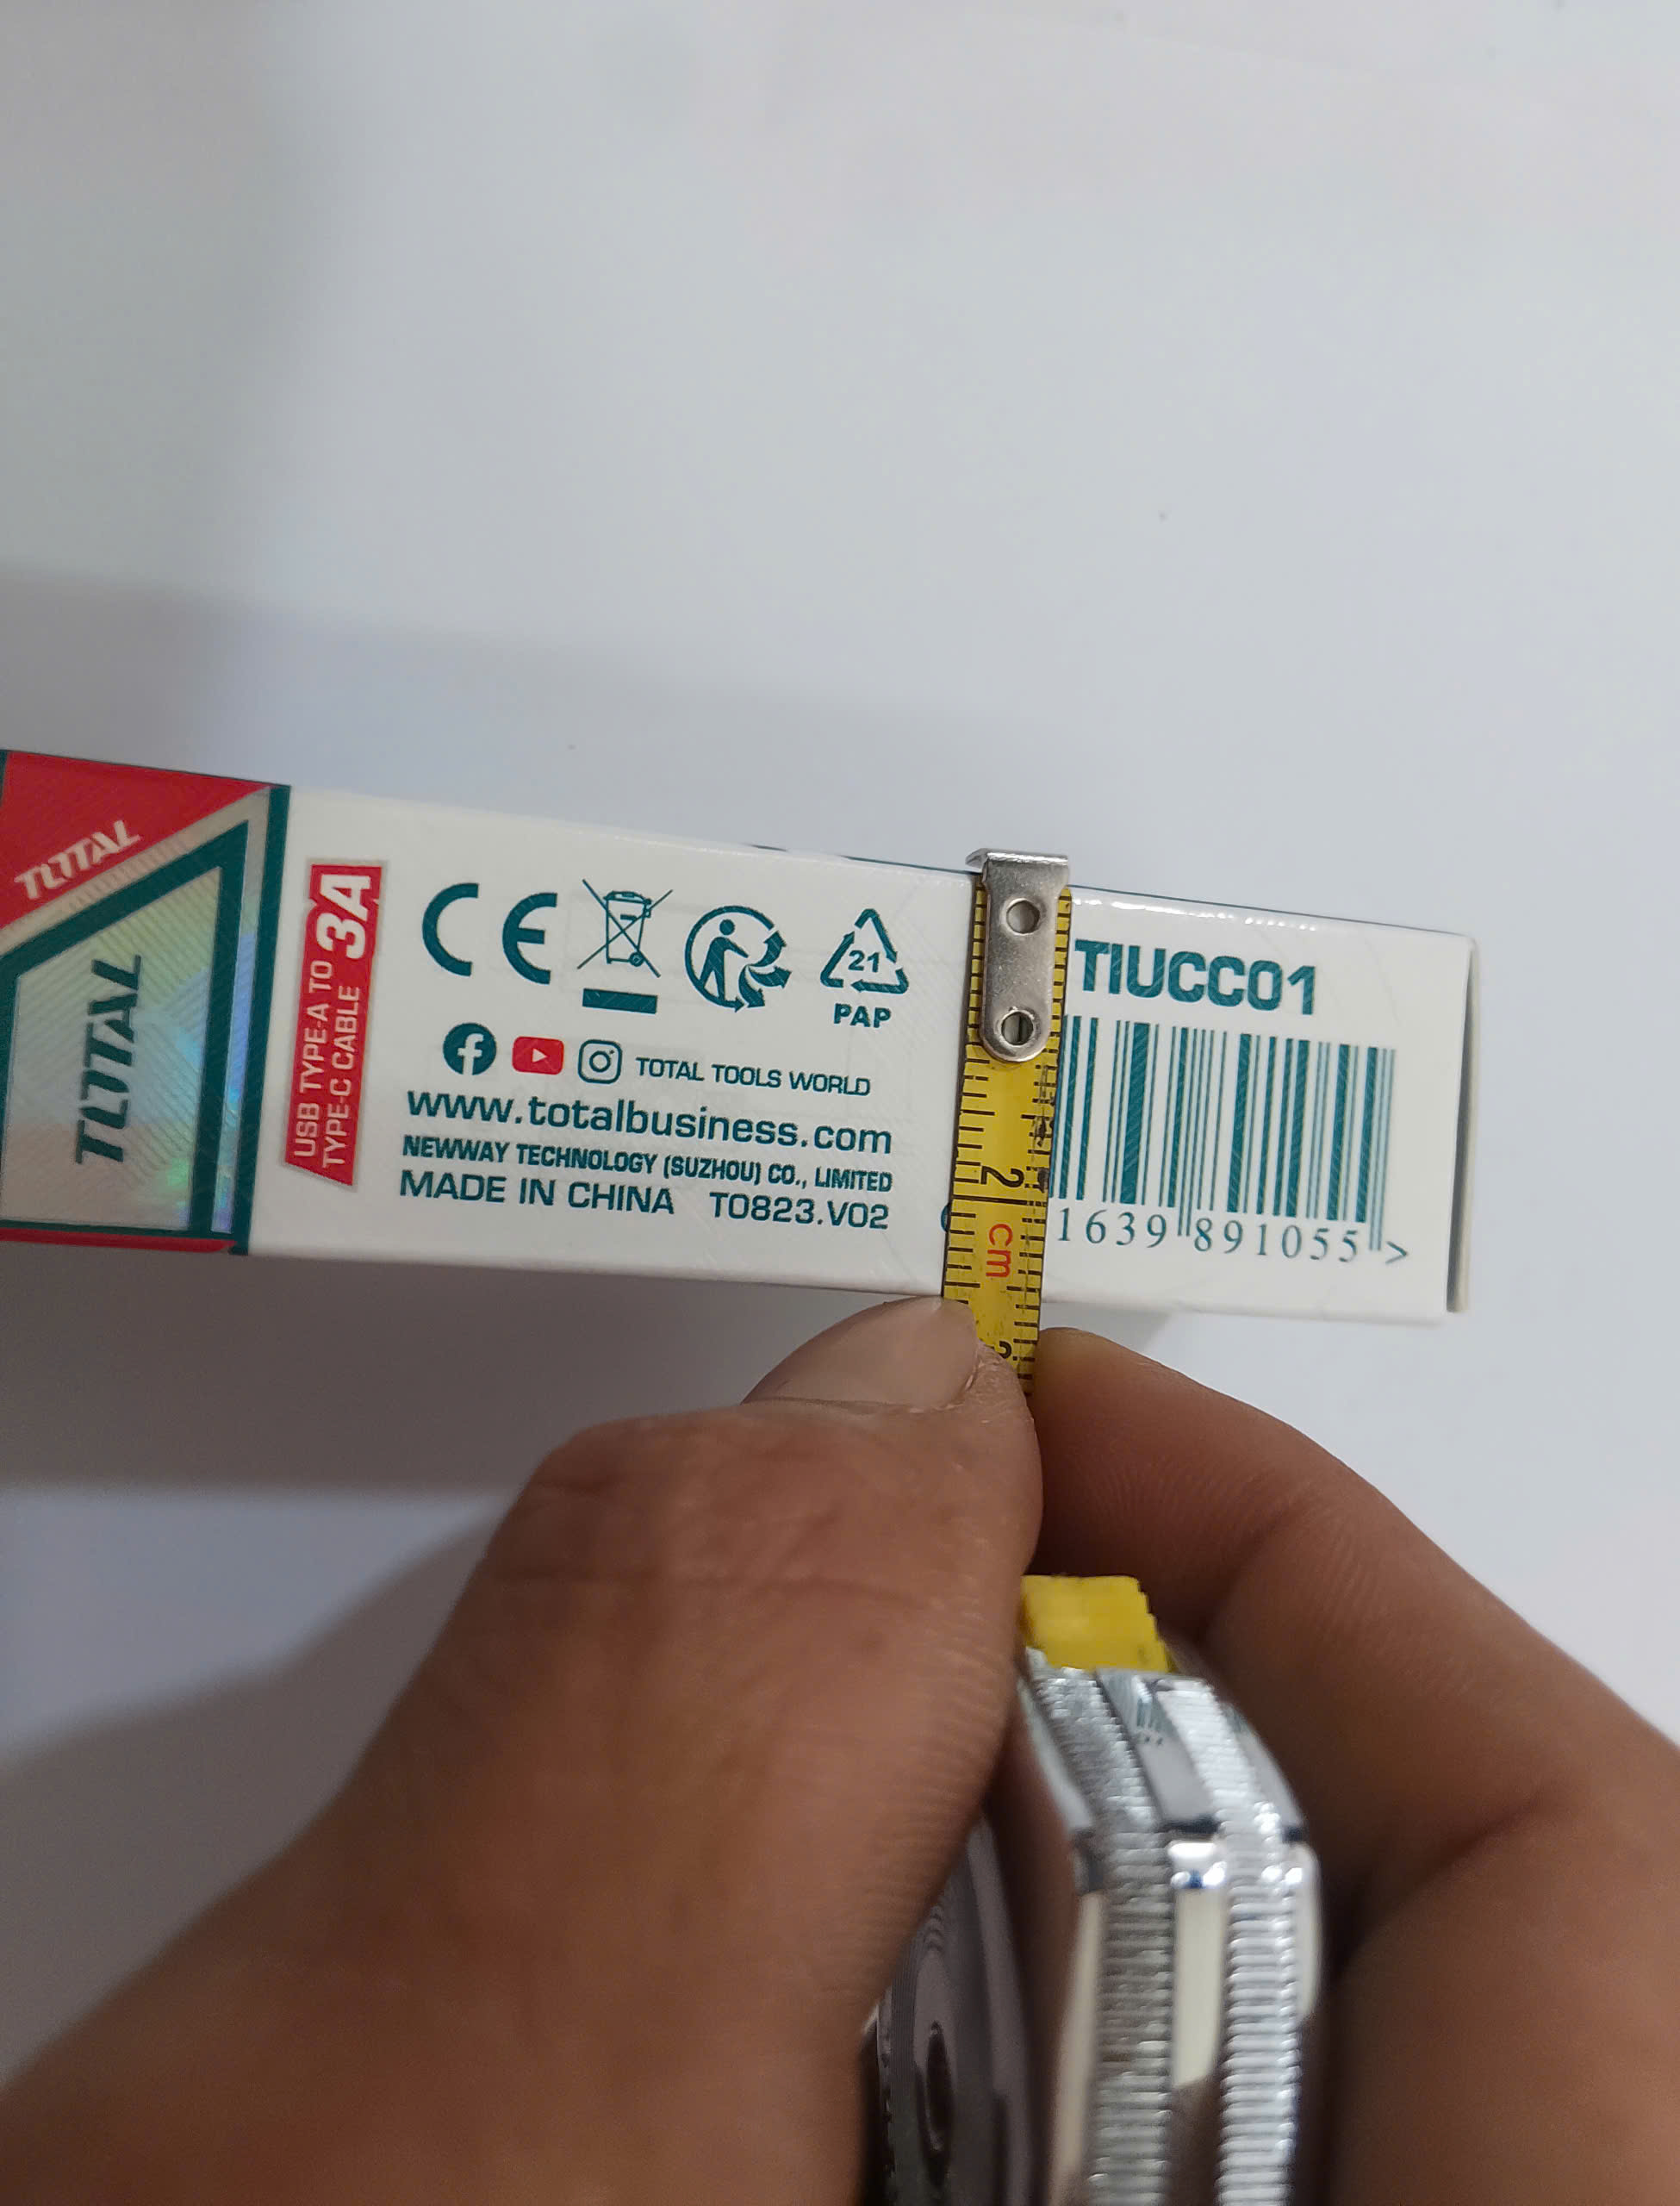 TOTAL
TOTAL
USB TYPE-A TO
TYPE-C CABLE 3A
CE
21
PAP
TOTAL TOOLS WORLD
www.totalbusiness.com
NEWWAY TECHNOLOGY (SUZHOU) CO., LIMITED
MADE IN CHINA T0823.V02
2
cm
TIUCC01
1639 891055 >